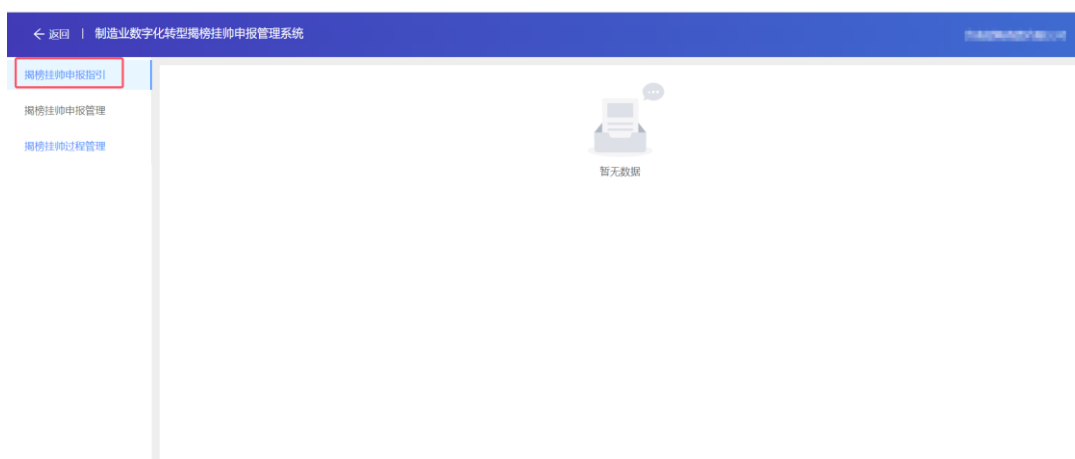 ← 返回 | 制造业数字化转型揭榜挂帅申报管理系统
揭榜挂帅申报指引
揭榜挂帅申报管理
揭榜挂帅过程管理
暂无数据